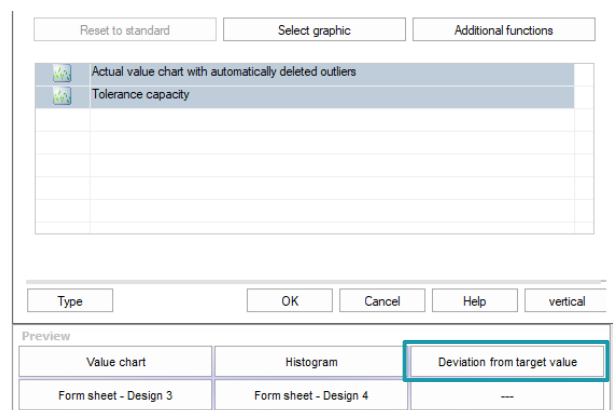 Reset to standard
Select graphic
Additional functions
Actual value chart with automatically deleted outliers
Tolerance capacity
Type
OK
Cancel
Help
vertical
Preview
Value chart
Histogram
Deviation from target value
Form sheet - Design 3
Form sheet - Design 4
---